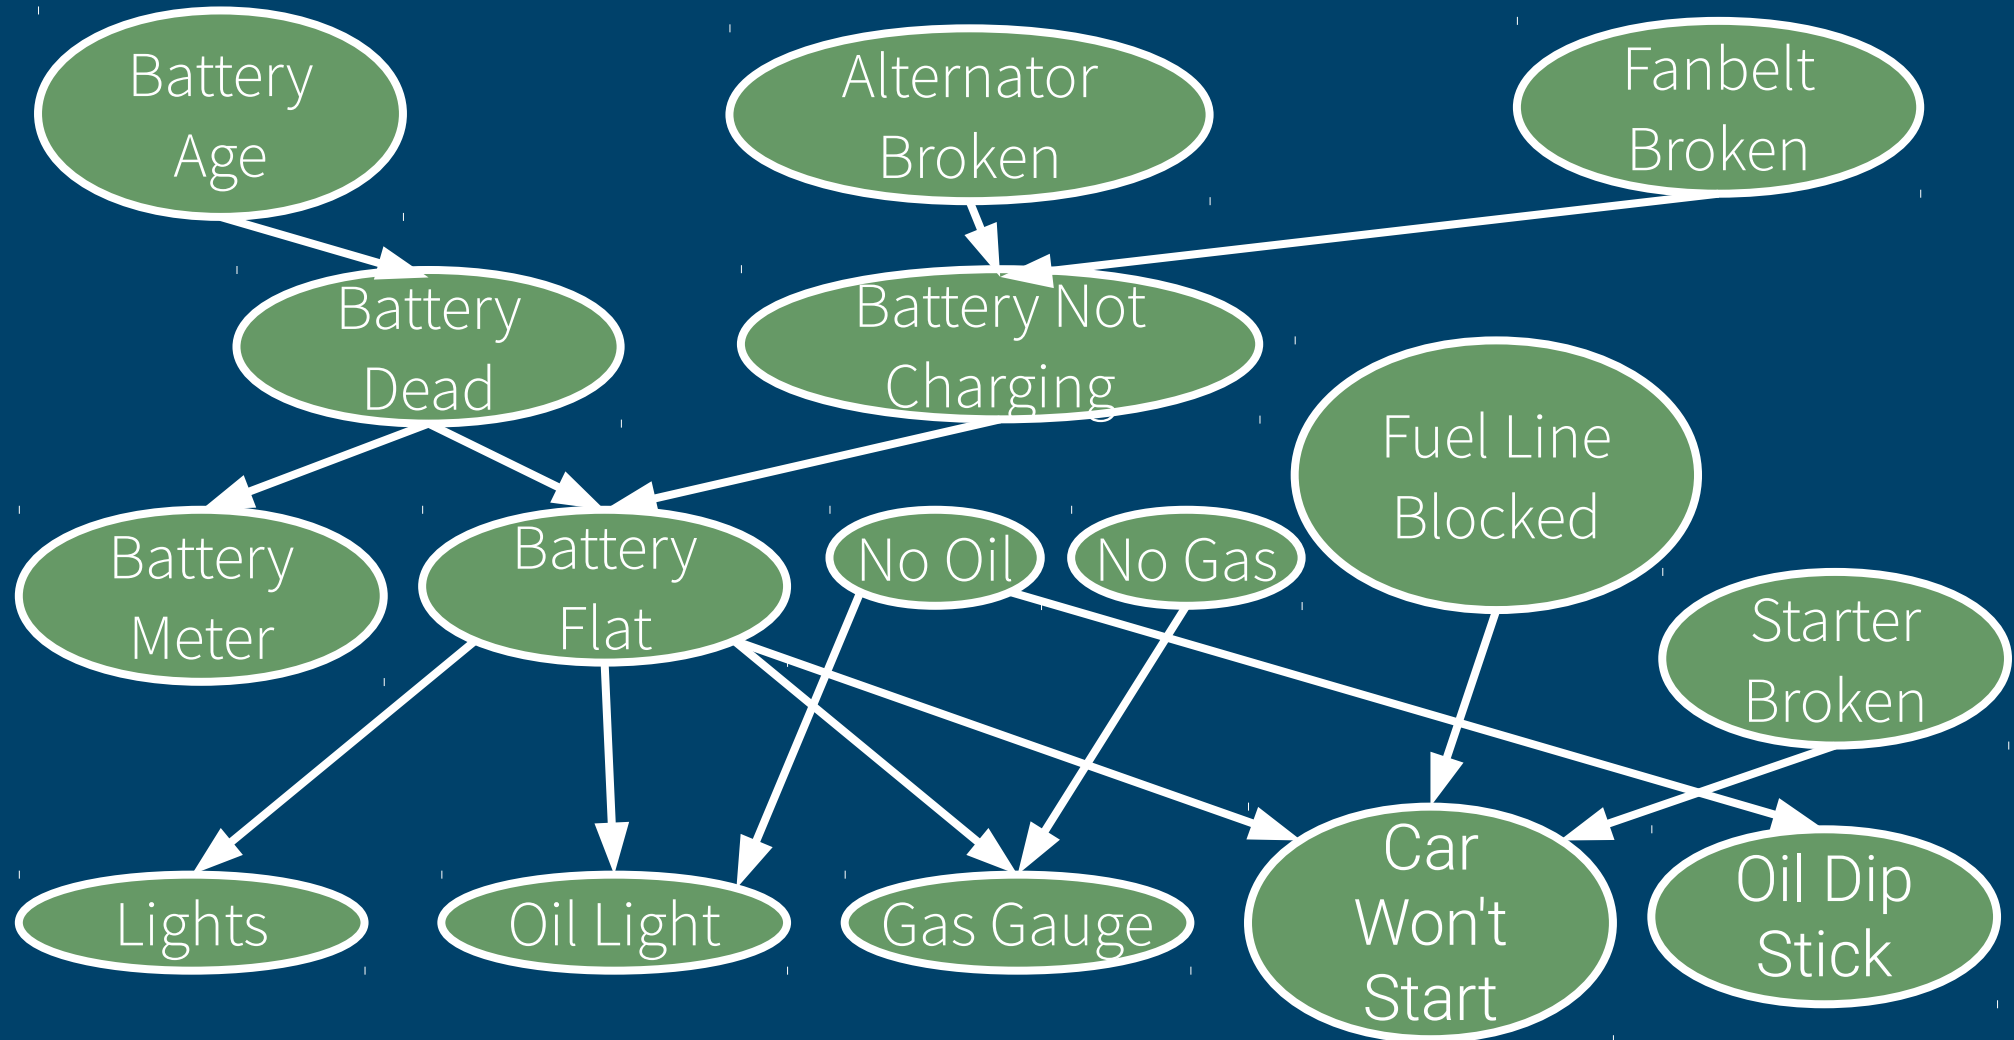 Battery
Age
Alternator
Broken
Fanbelt
Broken
Battery
Dead
Battery Not
Charging
Fuel Line
Blocked
Battery
Meter
Battery
Flat
No Oil
No Gas
Starter
Broken
Lights
Oil Light
Gas Gauge
Car
Won't
Start
Oil Dip
Stick